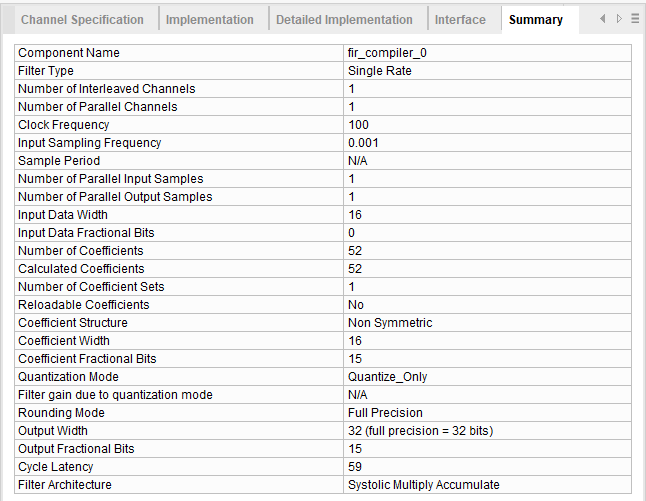 Channel Specification Implementation Detailed Implementation Interface Summary
Component Name fir_compiler_0
Filter Type Single Rate
Number of Interleaved Channels 1
Number of Parallel Channels 1
Clock Frequency 100
Input Sampling Frequency 0.001
Sample Period N/A
Number of Parallel Input Samples 1
Number of Parallel Output Samples 1
Input Data Width 16
Input Data Fractional Bits 0
Number of Coefficients 52
Calculated Coefficients 52
Number of Coefficient Sets 1
Reloadable Coefficients No
Coefficient Structure Non Symmetric
Coefficient Width 16
Coefficient Fractional Bits 15
Quantization Mode Quantize_Only
Filter gain due to quantization mode N/A
Rounding Mode Full Precision
Output Width 32 (full precision = 32 bits)
Output Fractional Bits 15
Cycle Latency 59
Filter Architecture Systolic Multiply Accumulate